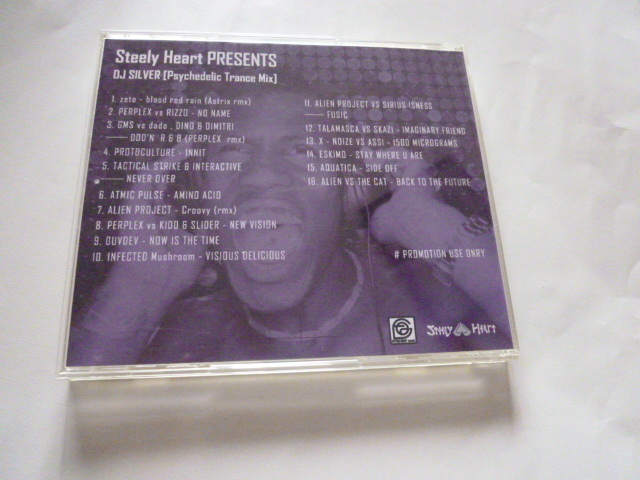 Steely Heart PRESENTS
DJ SILVER [Psychedelic Trance Mix]
1. zeta - blood red rain (Astrix rmx)
2. PERPLEX vs RIZZO - NO NAME
3. GMS vs dado . DINO & DIMITRI
ODD'N' R & B (PERPLEX rmx)
4. PROTOCULTURE - INNIT
5. TACTICAL STRIKE & INTERACTIVE
NEVER OVER
6. ATMIC PULSE - AMINO ACID
7. ALIEN PROJECT - Groovy (rmx)
8. PERPLEX vs KIDD & SLIDER - NEW VISION
9. DUVDEV - NOW IS THE TIME
10. INFECTED Mushroom - VISIOUS DELICIOUS
11. ALIEN PROJECT VS SIRIUS ISNESS
FUSIC
12. TALAMASCA VS SKAZI - IMAGINARY FRIEND
13. X - NOIZE VS ASSI - 1500 MICROGRAMS
14. ESKIMO - STAY WHERE U ARE
15. AQUATICA - SIDE OFF
16. ALIEN VS THE CAT - BACK TO THE FUTURE
# PROMOTION USE ONRY
Steely Heart